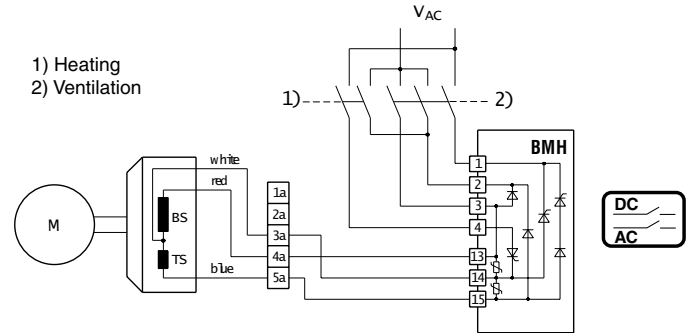 VAC
1) Heating
2) Ventilation
1)
2)
BMH
white
red
blue
M
BS
TS
1a
2a
3a
4a
5a
1
2
3
4
13
14
15
DC
AC